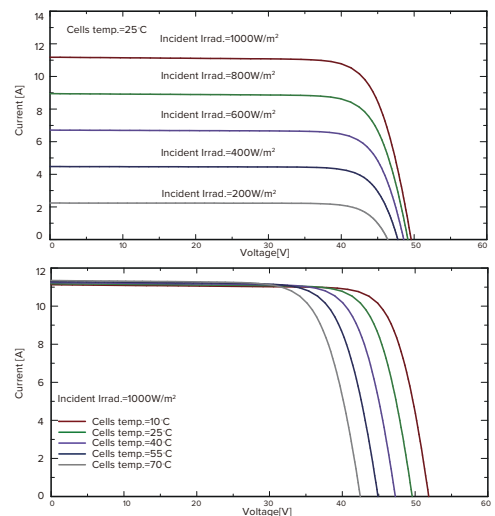 14
12
10
8
6
4
2
0
Current [A]
Cells temp.=25°C
Incident Irrad.=1000W/m²
Incident Irrad.=800W/m²
Incident Irrad.=600W/m²
Incident Irrad.=400W/m²
Incident Irrad.=200W/m²
0 10 20 30 40 50 60
Voltage[V]
12
10
8
6
4
2
0
Current [A]
Incident Irrad.=1000W/m²
Cells temp.=10°C
Cells temp.=25°C
Cells temp.=40°C
Cells temp.=55°C
Cells temp.=70°C
0 10 20 30 40 50 60
Voltage[V]